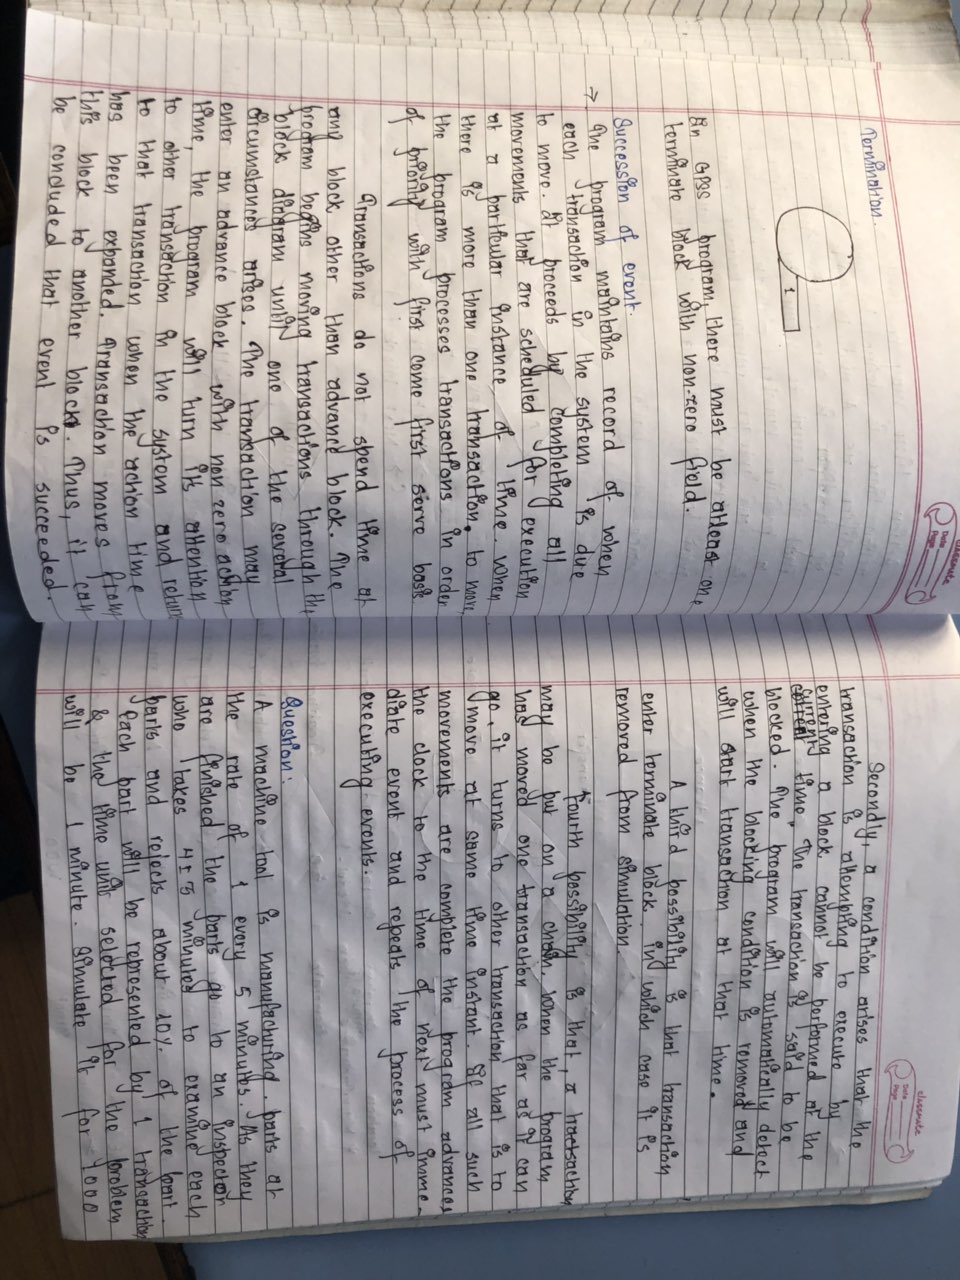 classmate
Date
Page
Termination.
1
In GPSS program, there must be atleast one
terminate block with non-zero field.
Succession of event.
→ The program maintains record of when
each transaction in the system is due
to move. It proceeds by completing all
movements that are scheduled for execution
at a particular instance of time. When
there is more than one transaction, to move
the program processes transactions in order
of priority with first come first serve basis.
Transactions do not spend time at
any block other than advance block. The
program begins moving transactions through the
block diagram until one of the several
circumstances arises. The transaction may
enter an advance block with non zero action
time, the program will turn its attention
to other transaction in the system and return
to that transaction when the action time
has been expanded. Transaction moves from
this block to another block. Thus, it can
be concluded that event is succeeded.
classmate
Date
Page
Secondly, a condition arises that the
transaction is attempting to execute by
entering a block cannot be performed at the
current time. The transaction is said to be
blocked. The program will automatically detect
when the blocking condition is removed and
will start transaction at that time.
A third possibility is that transaction
enter terminate block in which case it is
removed from simulation.
Fourth possibility is that, a transaction
may be put on a chain. When the program
had moved one transaction as far as it can
go, it turns to other transaction that is to
move at same time instant. If all such
movements are complete the program advances
the clock to the time of next must imme-
diate event and repeats the process of
executing events.
Question:
A machine tool is manufacturing parts at
the rate of 1 every 5 minutes. As they
are finished the parts go to an inspector
who takes 4±3 minutes to examine each
parts and rejects about 10% of the part.
Each part will be represented by 1 transaction
& the time unit selected for the problem
will be 1 minute. Simulate it for 1000